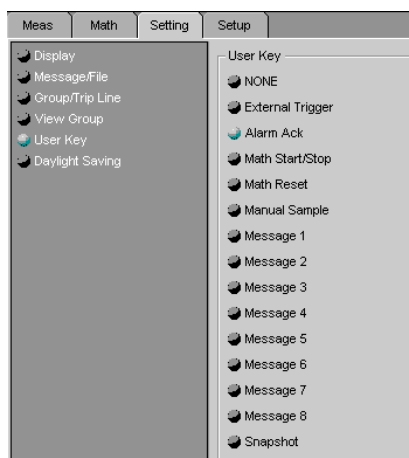 Meas Math Setting Setup
Display
Message/File
Group/Trip Line
View Group
User Key
Daylight Saving
User Key
NONE
External Trigger
Alarm Ack
Math Start/Stop
Math Reset
Manual Sample
Message 1
Message 2
Message 3
Message 4
Message 5
Message 6
Message 7
Message 8
Snapshot